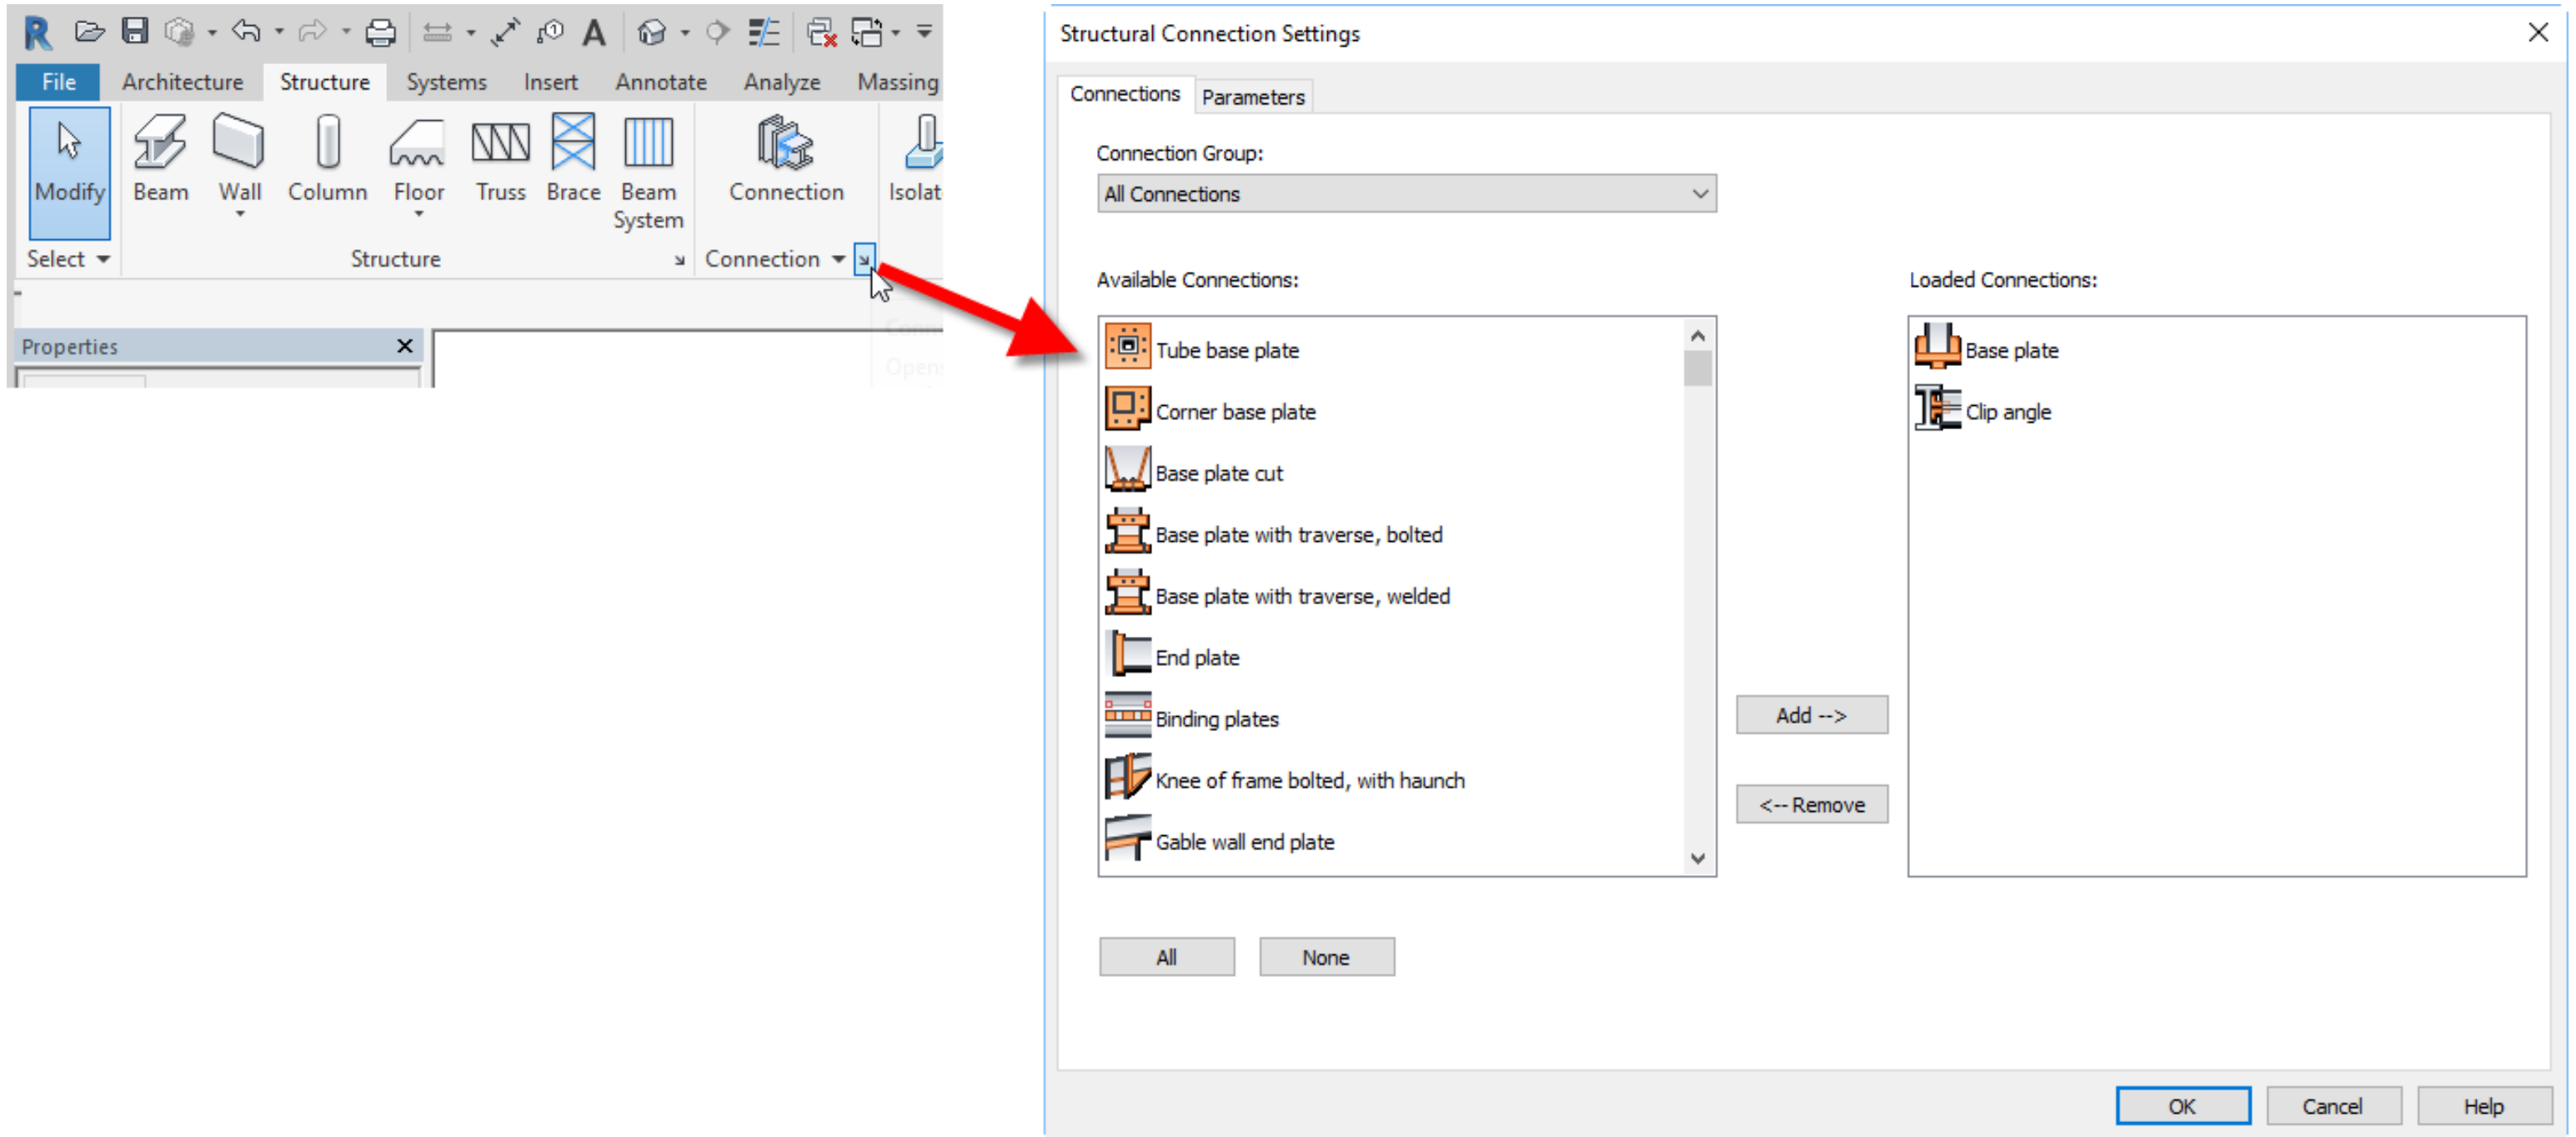 File Architecture Structure Systems Insert Annotate Analyze Massing
Modify Beam Wall Column Floor Truss Brace Beam System Connection Isolat
Select Structure Connection
Properties
Structural Connection Settings
Connections Parameters
Connection Group:
All Connections
Available Connections:
Tube base plate
Corner base plate
Base plate cut
Base plate with traverse, bolted
Base plate with traverse, welded
End plate
Binding plates
Knee of frame bolted, with haunch
Gable wall end plate
All None
Add -->
<-- Remove
Loaded Connections:
Base plate
Clip angle
OK Cancel Help